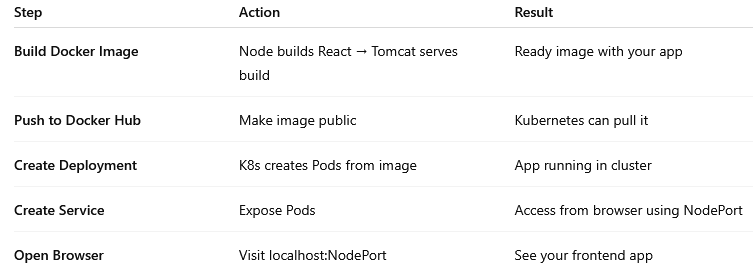 Step Action Result
Build Docker Image Node builds React → Tomcat serves build Ready image with your app
Push to Docker Hub Make image public Kubernetes can pull it
Create Deployment K8s creates Pods from image App running in cluster
Create Service Expose Pods Access from browser using NodePort
Open Browser Visit localhost:NodePort See your frontend app